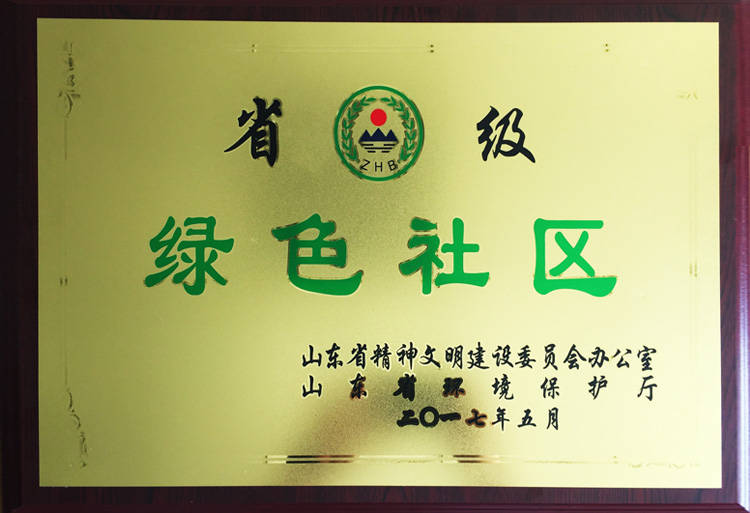 省 级
ZHB
绿色社区
山东省精神文明建设委员会办公室
山东省环境保护厅
二〇一七年五月